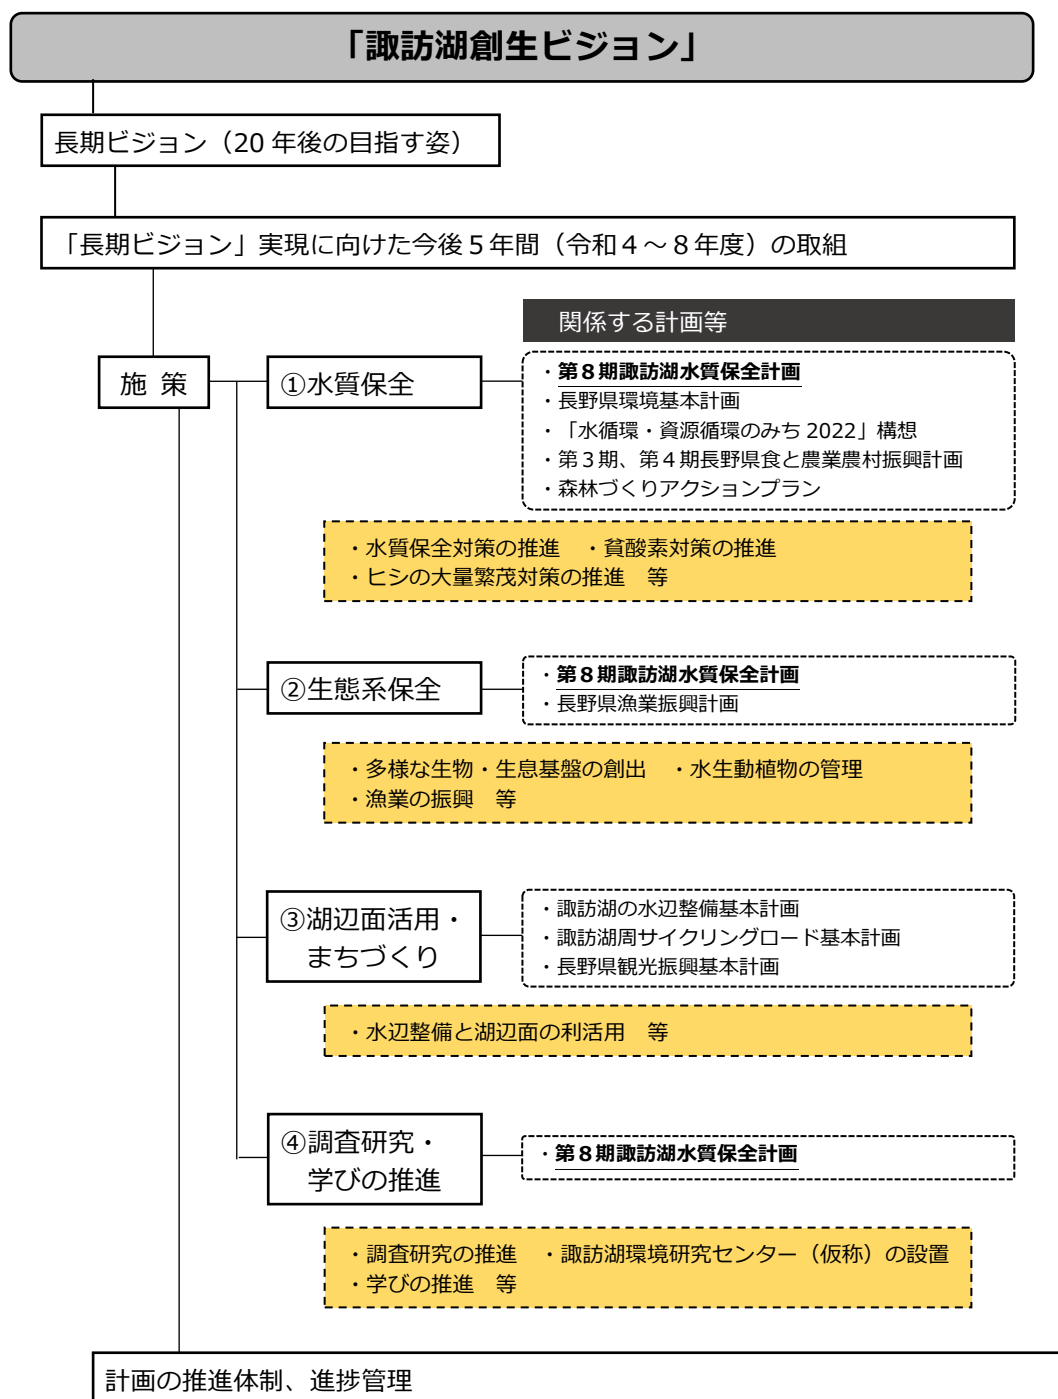 「諏訪湖創生ビジョン」
長期ビジョン（20 年後の目指す姿）
「長期ビジョン」実現に向けた今後５年間（令和４～８年度）の取組
関係する計画等
施 策
①水質保全
・第８期諏訪湖水質保全計画
・長野県環境基本計画
・「水循環・資源循環のみち 2022」構想
・第３期、第４期長野県食と農業農村振興計画
・森林づくりアクションプラン
・水質保全対策の推進　・貧酸素対策の推進
・ヒシの大量繁茂対策の推進　等
②生態系保全
・第８期諏訪湖水質保全計画
・長野県漁業振興計画
・多様な生物・生息基盤の創出　・水生動植物の管理
・漁業の振興　等
③湖辺面活用・
まちづくり
・諏訪湖の水辺整備基本計画
・諏訪湖周サイクリングロード基本計画
・長野県観光振興基本計画
・水辺整備と湖辺面の利活用　等
④調査研究・
学びの推進
・第８期諏訪湖水質保全計画
・調査研究の推進　・諏訪湖環境研究センター（仮称）の設置
・学びの推進　等
計画の推進体制、進捗管理